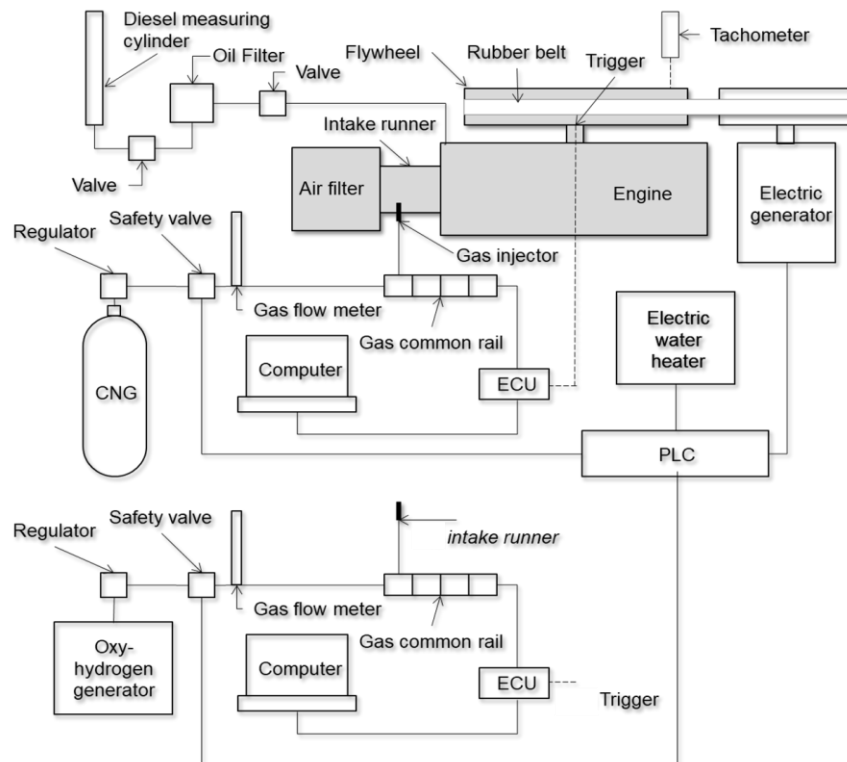 Diesel measuring
cylinder
Oil Filter
Valve
Valve
Flywheel
Rubber belt
Trigger
Tachometer
Intake runner
Air filter
Engine
Electric
generator
Gas injector
Regulator
Safety valve
Gas flow meter
Gas common rail
CNG
Computer
ECU
Electric
water
heater
PLC
Regulator
Safety valve
intake runner
Gas flow meter
Gas common rail
Oxy-
hydrogen
generator
Computer
ECU
Trigger